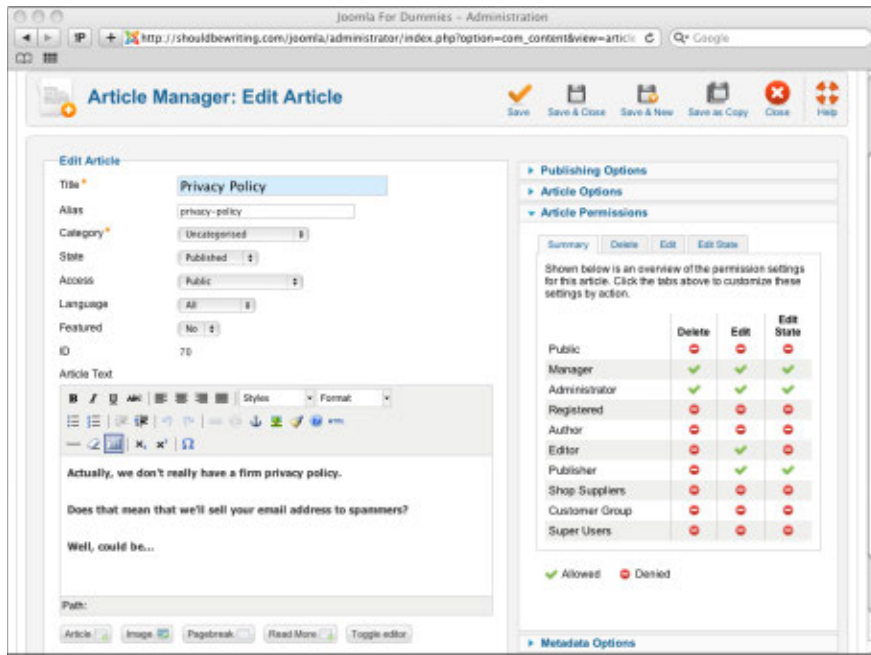 Joomla For Dummies – Administration
http://shouldbewriting.com/joomla/administrator/index.php?option=com_content&view=articl
Google
Article Manager: Edit Article
Save
Save & Close
Save & New
Save as Copy
Close
Help
Edit Article
Title * Privacy Policy
Alias privacy-policy
Category * Uncategorised
State Published
Access Public
Language All
Featured No
ID 70
Article Text
B I U ABC Styles Format
HTML
Actually, we don't really have a firm privacy policy.
Does that mean that we'll sell your email address to spammers?
Well, could be...
Path:
Article Image Pagebreak Read More Toggle editor
Publishing Options
Article Options
Article Permissions
Summary Delete Edit Edit State
Shown below is an overview of the permission settings
for this article. Click the tabs above to customize these
settings by action.
Delete Edit Edit State
Public
Manager
Administrator
Registered
Author
Editor
Publisher
Shop Suppliers
Customer Group
Super Users
Allowed Denied
Metadata Options